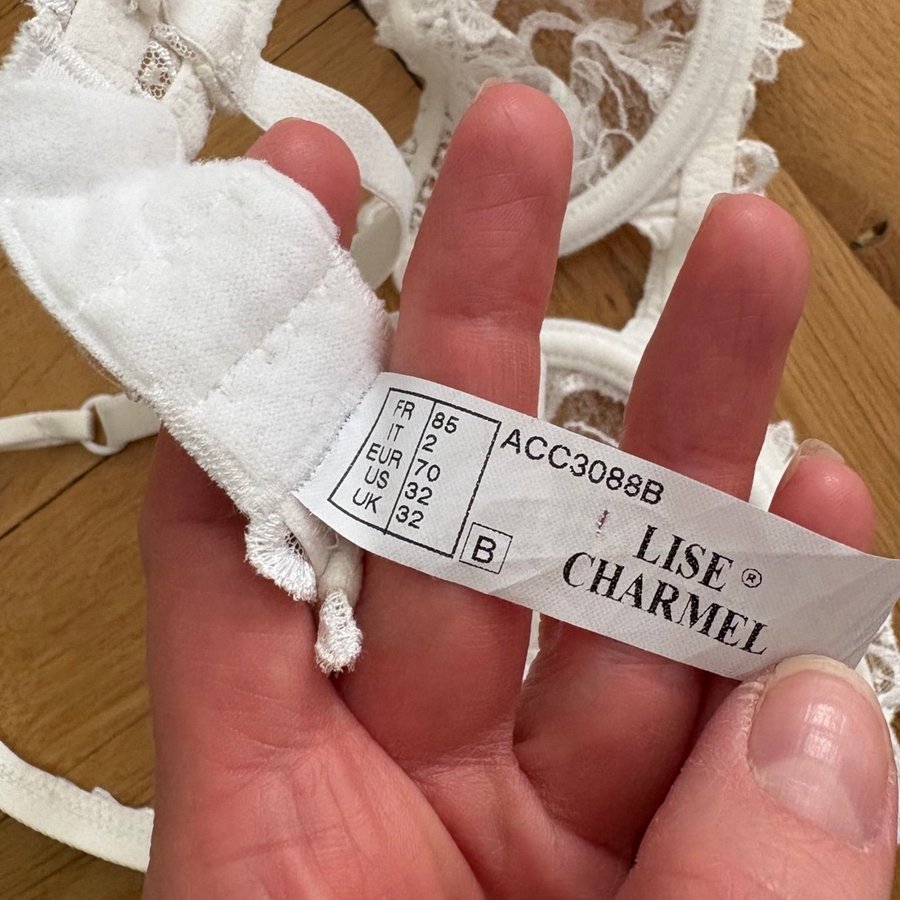 FR 85
IT 2
EUR 70
US 32
UK 32
B
ACC3088B
LISE ®
CHARMEL